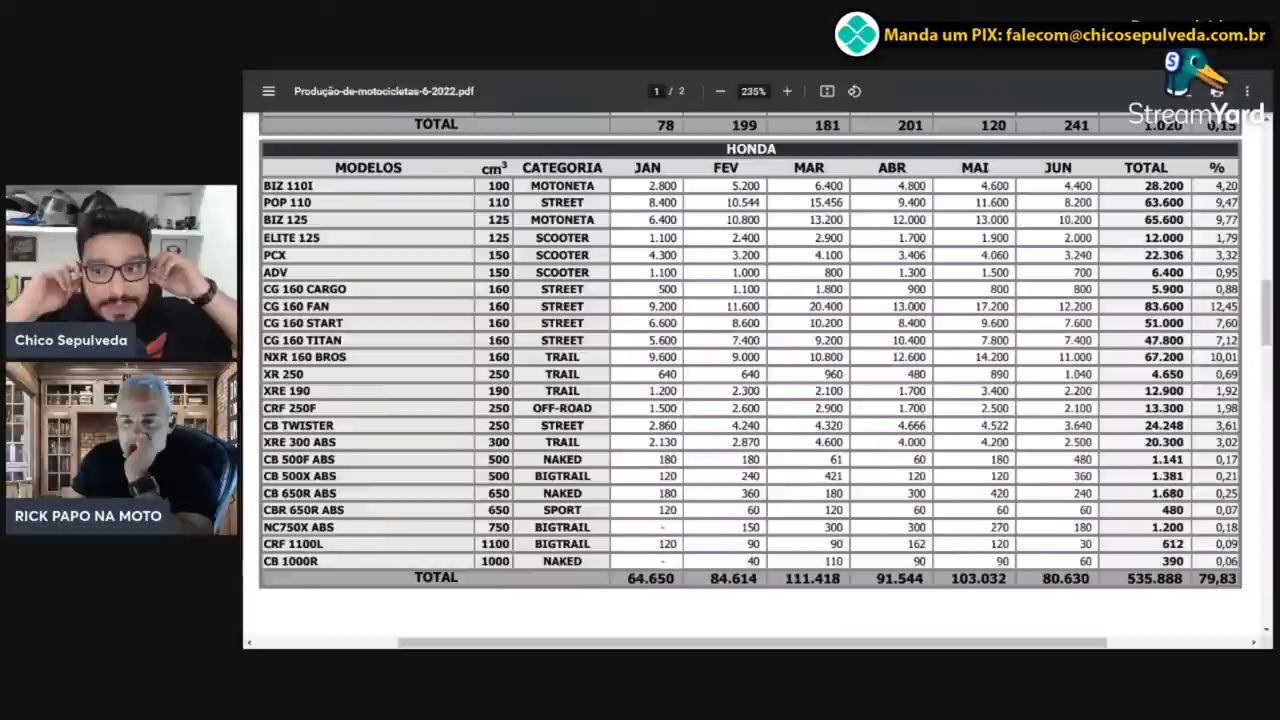 Manda um PIX: falecom@chicosepulveda.com.br
S
StreamYard
Produção-de-motocicletas-6-2022.pdf 1 / 2 235%
TOTAL 78 199 181 201 120 241 1.020 0,15
HONDA
MODELOS cm³ CATEGORIA JAN FEV MAR ABR MAI JUN TOTAL %
BIZ 110I 100 MOTONETA 2.800 5.200 6.400 4.800 4.600 4.400 28.200 4,20
POP 110 110 STREET 8.400 10.544 15.456 9.400 11.600 8.200 63.600 9,47
BIZ 125 125 MOTONETA 6.400 10.800 13.200 12.000 13.000 10.200 65.600 9,77
ELITE 125 125 SCOOTER 1.100 2.400 2.900 1.700 1.900 2.000 12.000 1,79
PCX 150 SCOOTER 4.300 3.200 4.100 3.406 4.060 3.240 22.306 3,32
ADV 150 SCOOTER 1.100 1.000 800 1.300 1.500 700 6.400 0,95
CG 160 CARGO 160 STREET 500 1.100 1.800 900 800 800 5.900 0,88
CG 160 FAN 160 STREET 9.200 11.600 20.400 13.000 17.200 12.200 83.600 12,45
CG 160 START 160 STREET 6.600 8.600 10.200 8.400 9.600 7.600 51.000 7,60
CG 160 TITAN 160 STREET 5.600 7.400 9.200 10.400 7.800 7.400 47.800 7,12
NXR 160 BROS 160 TRAIL 9.600 9.000 10.800 12.600 14.200 11.000 67.200 10,01
XR 250 250 TRAIL 640 640 960 480 890 1.040 4.650 0,69
XRE 190 190 TRAIL 1.200 2.300 2.100 1.700 3.400 2.200 12.900 1,92
CRF 250F 250 OFF-ROAD 1.500 2.600 2.900 1.700 2.500 2.100 13.300 1,98
CB TWISTER 250 STREET 2.860 4.240 4.320 4.666 4.522 3.640 24.248 3,61
XRE 300 ABS 300 TRAIL 2.130 2.870 4.600 4.000 4.200 2.500 20.300 3,02
CB 500F ABS 500 NAKED 180 180 61 60 180 480 1.141 0,17
CB 500X ABS 500 BIGTRAIL 120 240 421 120 120 360 1.381 0,21
CB 650R ABS 650 NAKED 180 360 180 300 420 240 1.680 0,25
CBR 650R ABS 650 SPORT 120 60 120 60 60 60 480 0,07
NC750X ABS 750 BIGTRAIL - 150 300 300 270 180 1.200 0,18
CRF 1100L 1100 BIGTRAIL 120 90 90 162 120 30 612 0,09
CB 1000R 1000 NAKED - 40 110 90 90 60 390 0,06
TOTAL 64.650 84.614 111.418 91.544 103.032 80.630 535.888 79,83
Chico Sepulveda
RICK PAPO NA MOTO